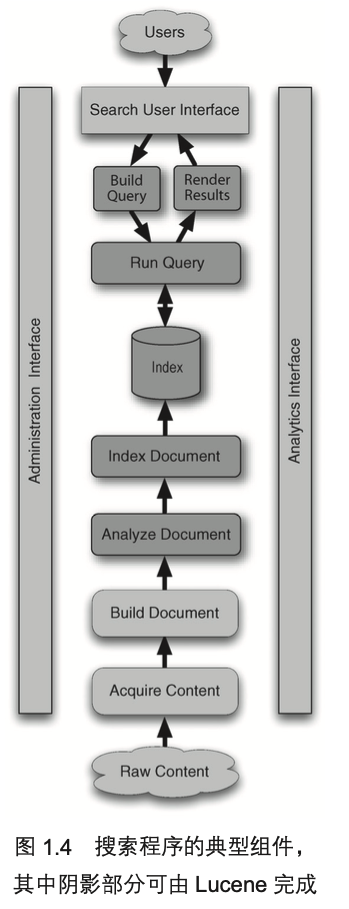 Users
Search User Interface
Build
Query
Render
Results
Run Query
Index
Index Document
Analyze Document
Build Document
Acquire Content
Raw Content
Administration Interface
Analytics Interface
图 1.4 搜索程序的典型组件，
其中阴影部分可由 Lucene 完成